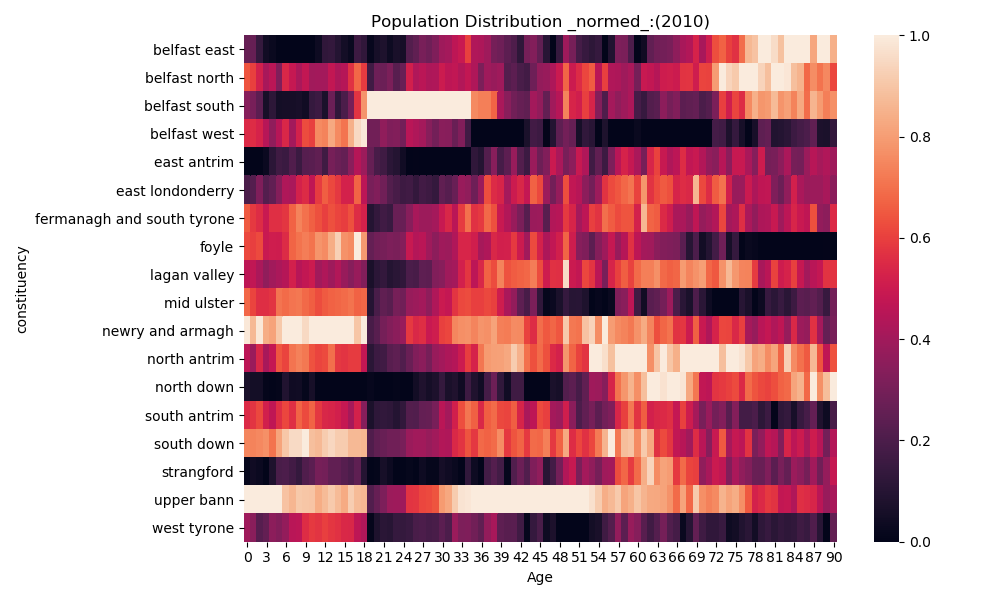 Population Distribution _normed_:(2010)
constituency
belfast east
belfast north
belfast south
belfast west
east antrim
east londonderry
fermanagh and south tyrone
foyle
lagan valley
mid ulster
newry and armagh
north antrim
north down
south antrim
south down
strangford
upper bann
west tyrone
0 3 6 9 12 15 18 21 24 27 30 33 36 39 42 45 48 51 54 57 60 63 66 69 72 75 78 81 84 87 90
Age
1.0
0.8
0.6
0.4
0.2
0.0